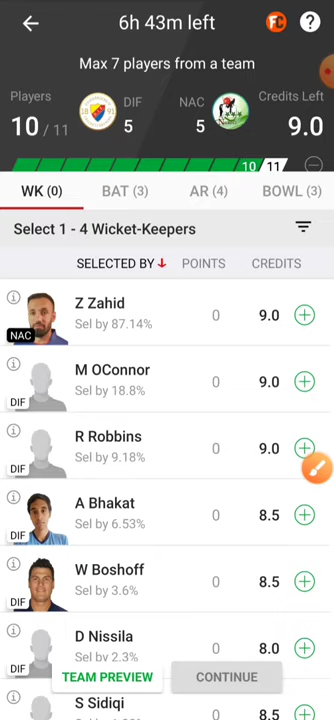 6h 43m left
FC
?
Max 7 players from a team
Players
10 / 11
DIF
5
NAC
5
Credits Left
9.0
10
11
WK (0)
BAT (3)
AR (4)
BOWL (3)
Select 1 - 4 Wicket-Keepers
SELECTED BY
POINTS
CREDITS
Z Zahid
Sel by 87.14%
0
9.0
NAC
M OConnor
Sel by 18.8%
0
9.0
DIF
R Robbins
Sel by 9.18%
0
9.0
DIF
A Bhakat
Sel by 6.53%
0
8.5
DIF
W Boshoff
Sel by 3.6%
0
8.5
DIF
D Nissila
Sel by 2.3%
0
8.0
DIF
TEAM PREVIEW
CONTINUE
S Sidiqi
0
8.5